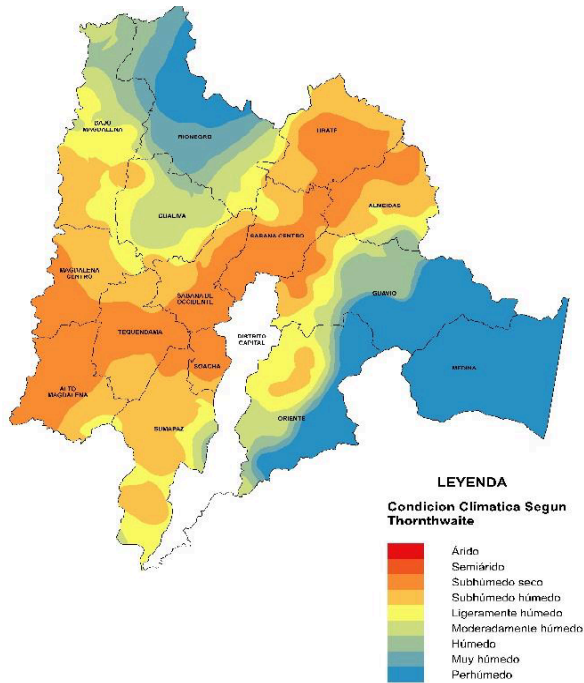 BAJO
MAGDALENA
RIONEGRO
UBATE
GUALIVA
ALMEIDAS
SABANA CENTRO
MAGDALENA
CENTRO
SABANA DE
OCCIDENTE
GUAVIO
TEQUENDAMA
DISTRITO
CAPITAL
SOACHA
MEDINA
ALTO
MAGDALENA
ORIENTE
SUMAPAZ
LEYENDA
Condicion Clímatica Segun
Thornthwaite
Árido
Semiárido
Subhúmedo seco
Subhúmedo húmedo
Ligeramente húmedo
Moderadamente húmedo
Húmedo
Muy húmedo
Perhúmedo